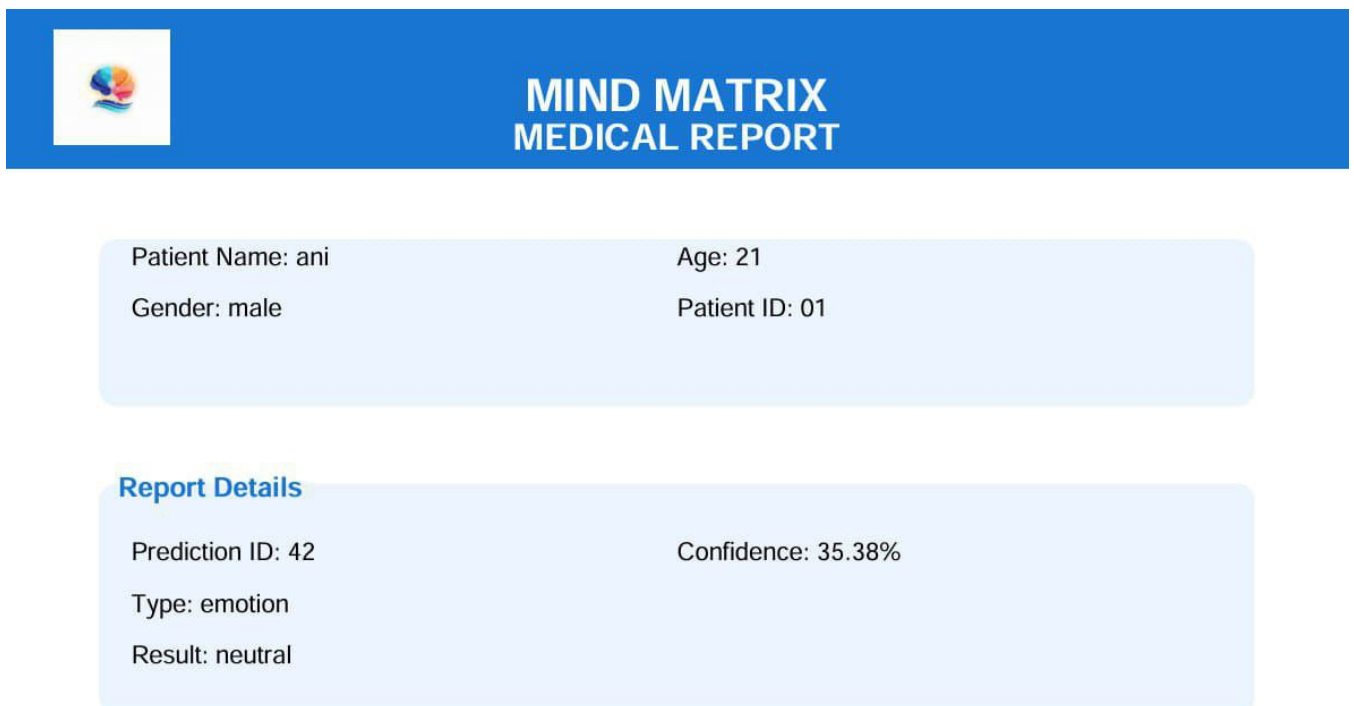 MIND MATRIX
MEDICAL REPORT
Patient Name: ani
Age: 21
Gender: male
Patient ID: 01
Report Details
Prediction ID: 42
Confidence: 35.38%
Type: emotion
Result: neutral